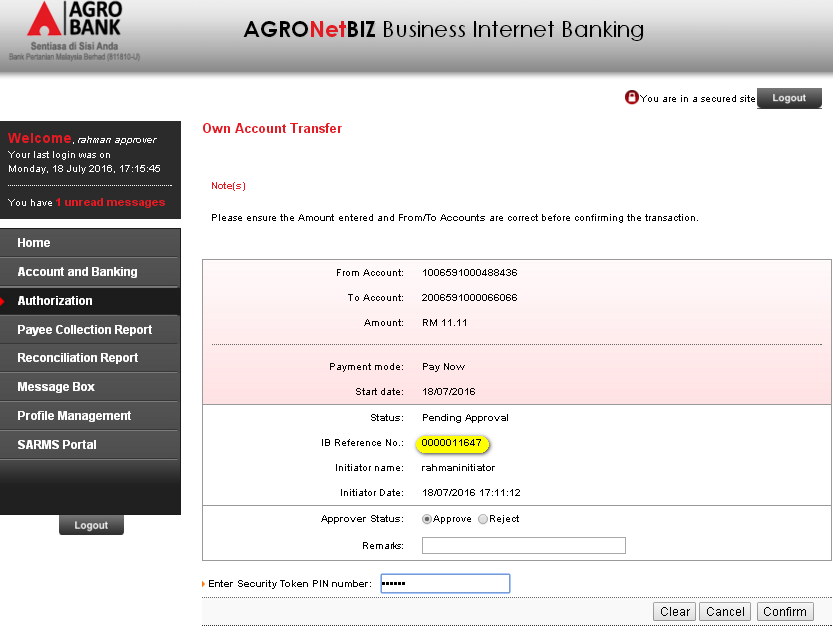 AGRO
BANK
Sentiasa di Sisi Anda
Bank Pertanian Malaysia Berhad (811810-U)
AGRONetBIZ Business Internet Banking
You are in a secured site
Logout
Welcome, rahman approver
Your last login was on
Monday, 18 July 2016, 17:15:45
You have 1 unread messages
Home
Account and Banking
Authorization
Payee Collection Report
Reconciliation Report
Message Box
Profile Management
SARMS Portal
Logout
Own Account Transfer
Note(s)
Please ensure the Amount entered and From/To Accounts are correct before confirming the transaction.
From Account: 1006591000488436
To Account: 2006591000066066
Amount: RM 11.11
Payment mode: Pay Now
Start date: 18/07/2016
Status: Pending Approval
IB Reference No.: 0000011647
Initiator name: rahmaninitiator
Initiator Date: 18/07/2016 17:11:12
Approver Status: Approve Reject
Remarks:
Enter Security Token PIN number: ••••••
Clear Cancel Confirm